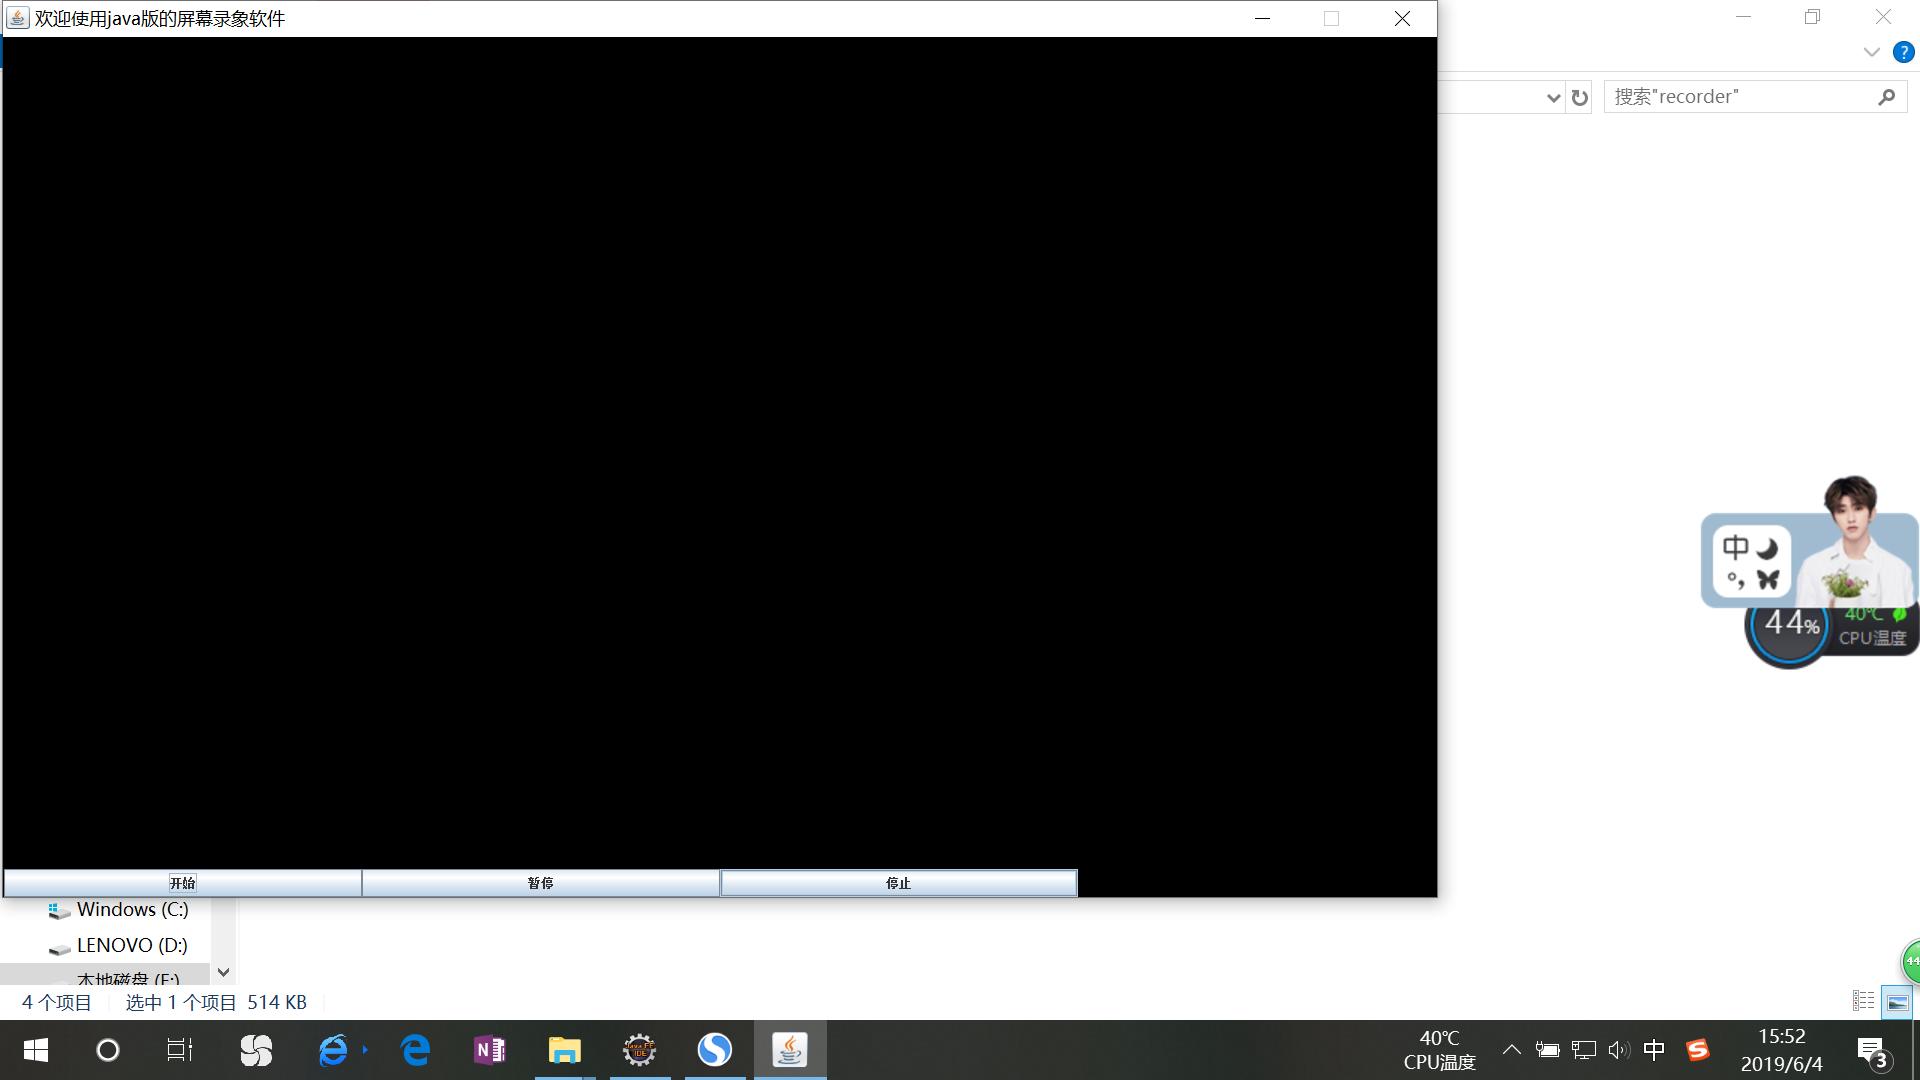 欢迎使用java版的屏幕录象软件
搜索"recorder"
中
°,
44%
40℃
CPU温度
开始
暂停
停止
Windows (C:)
LENOVO (D:)
本地磁盘 (E:)
44
4 个项目 选中 1 个项目 514 KB
40℃
CPU温度
中
15:52
2019/6/4
3